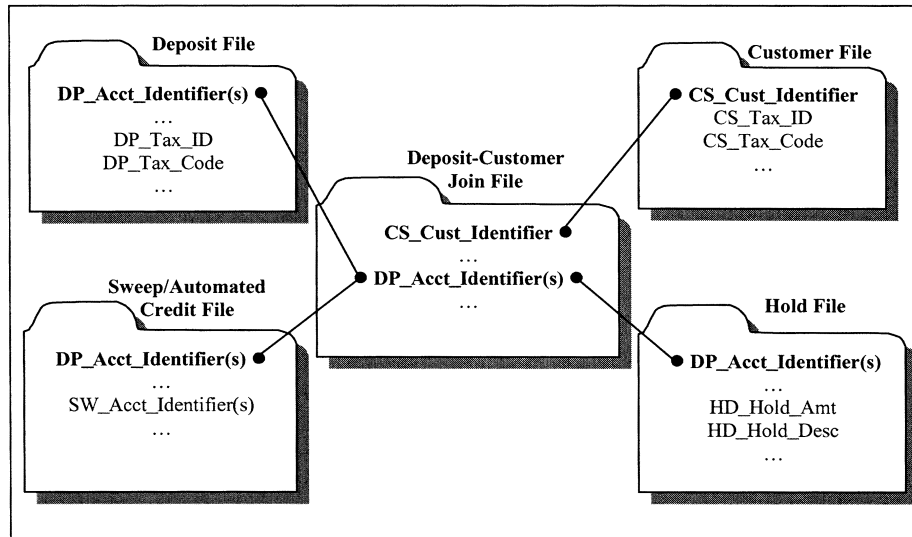 Deposit File
DP_Acct_Identifier(s)
…
DP_Tax_ID
DP_Tax_Code
…
Customer File
CS_Cust_Identifier
CS_Tax_ID
CS_Tax_Code
…
Deposit-Customer
Join File
CS_Cust_Identifier
…
DP_Acct_Identifier(s)
…
Sweep/Automated
Credit File
DP_Acct_Identifier(s)
…
SW_Acct_Identifier(s)
…
Hold File
DP_Acct_Identifier(s)
…
HD_Hold_Amt
HD_Hold_Desc
…